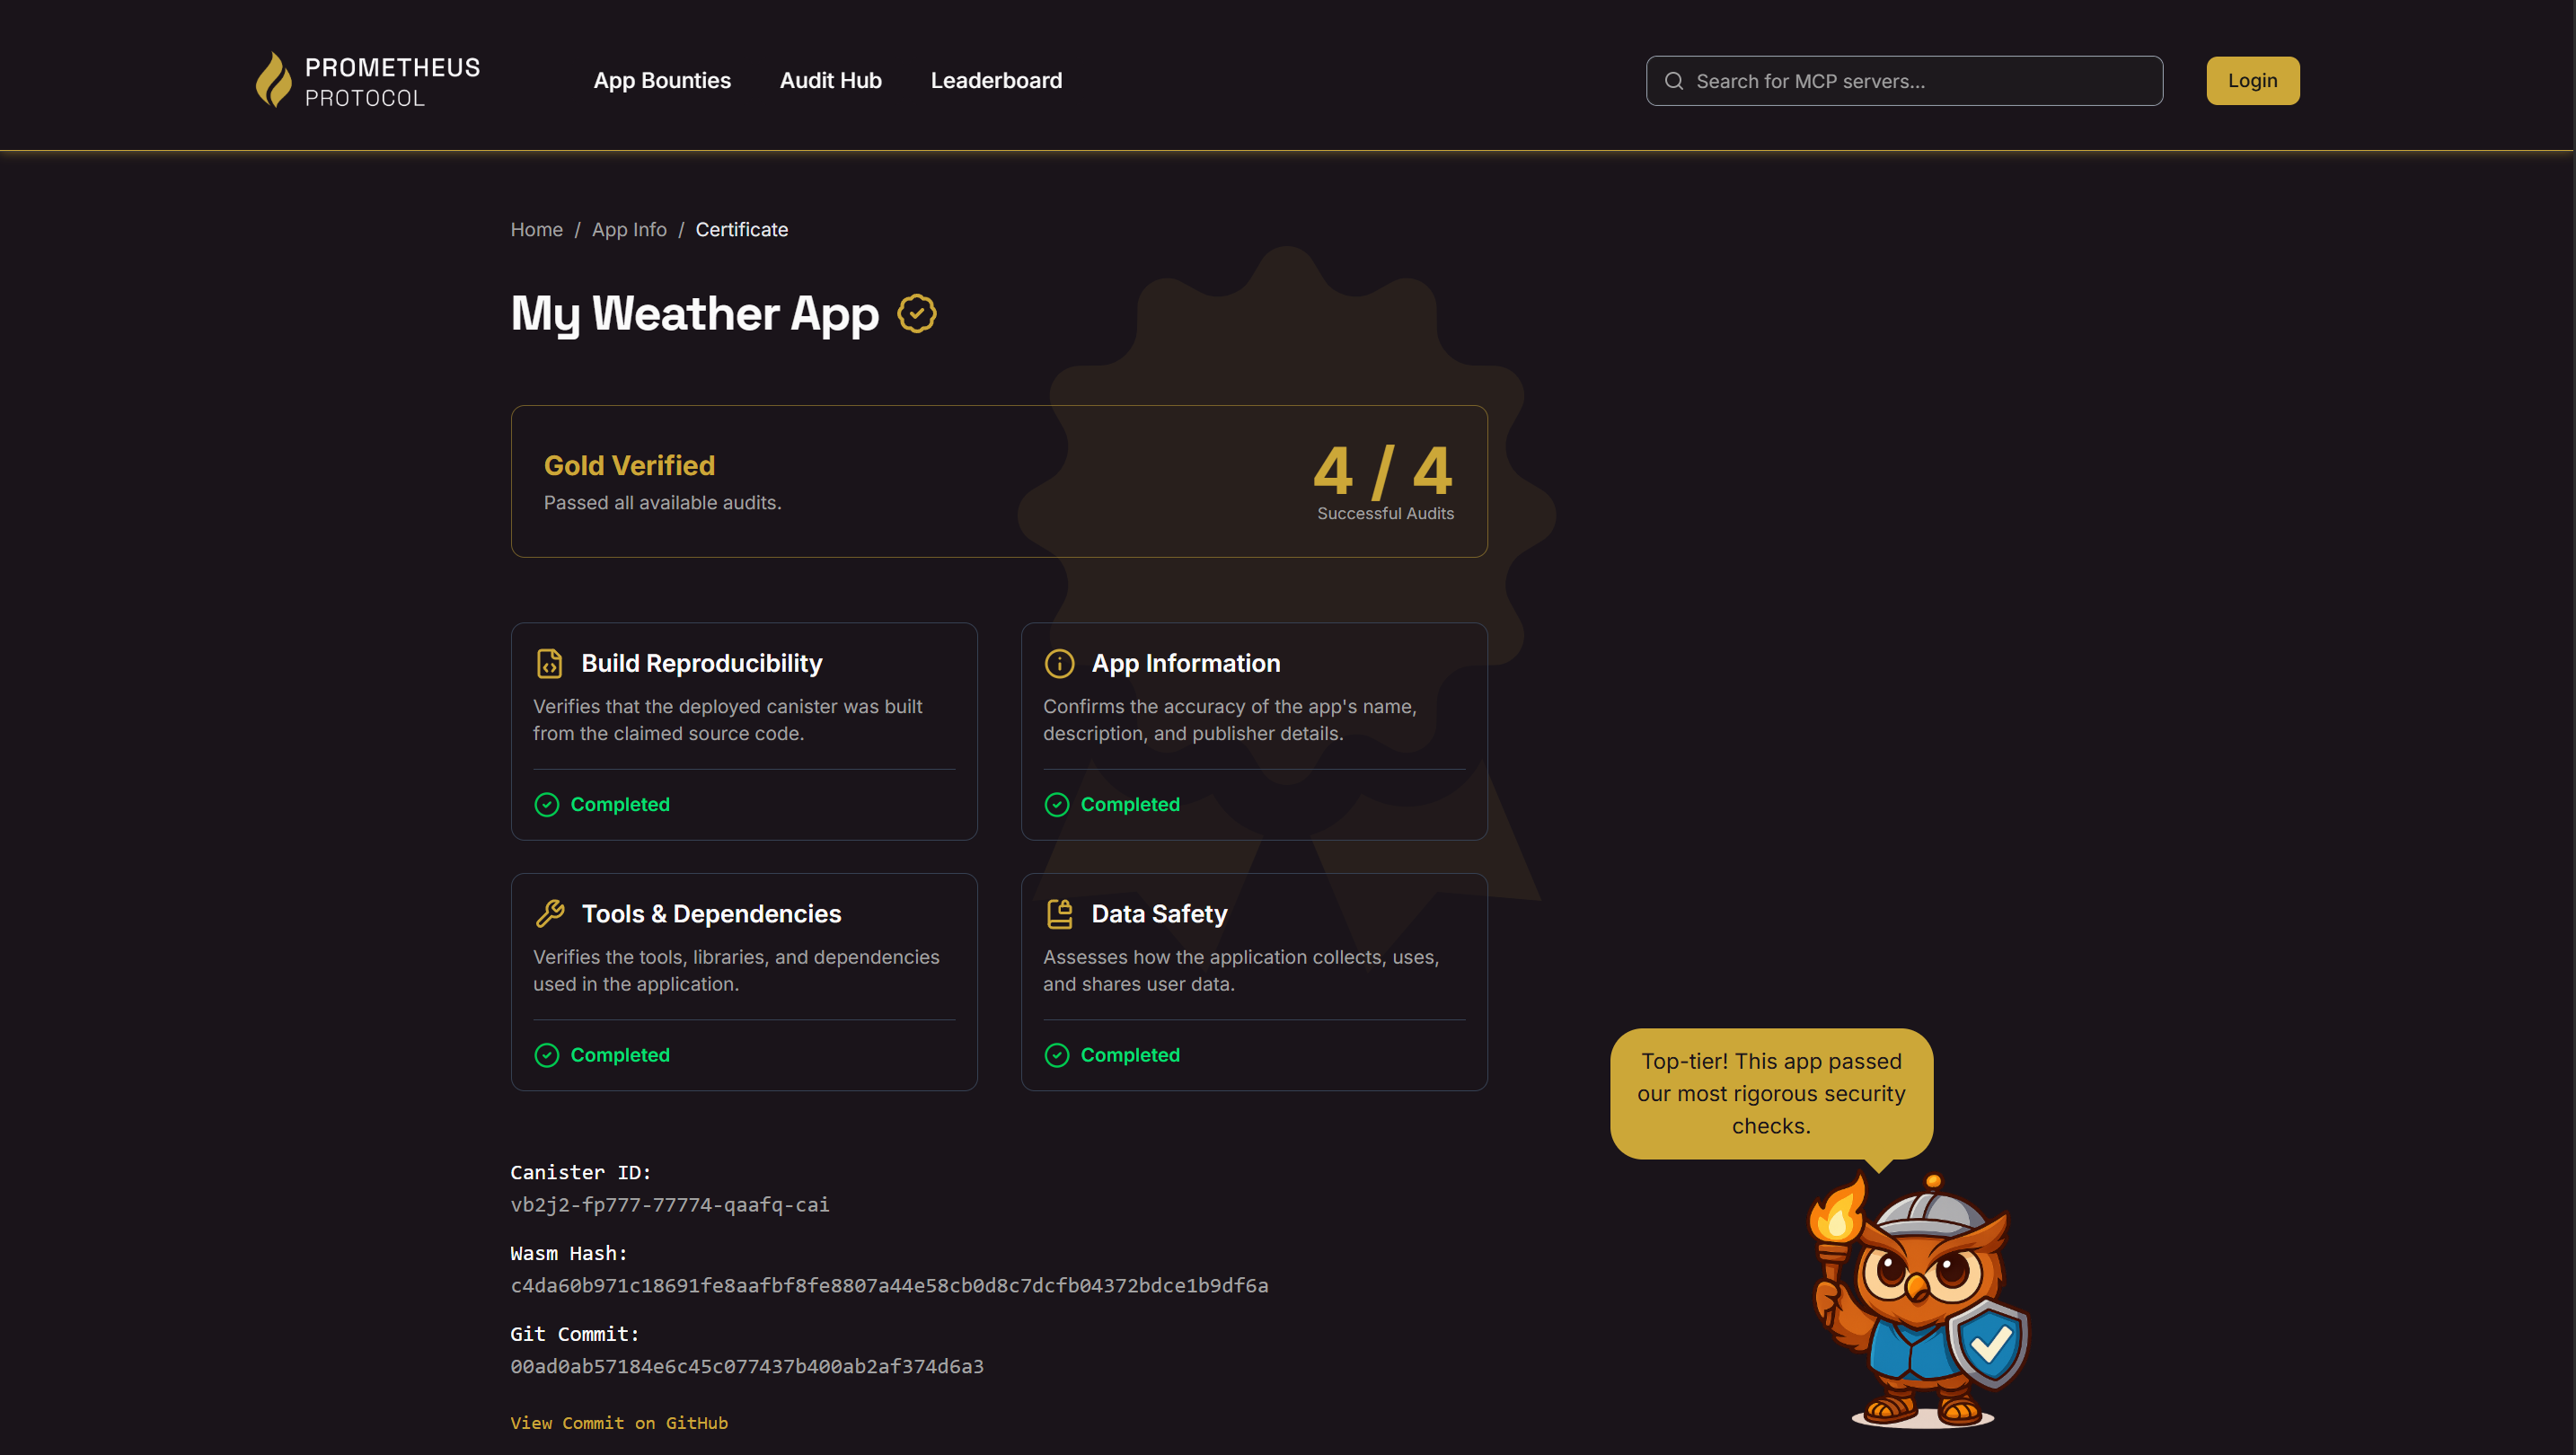 PROMETHEUS
PROTOCOL
App Bounties
Audit Hub
Leaderboard
Search for MCP servers...
Login
Home / App Info / Certificate
My Weather App
Gold Verified
Passed all available audits.
4 / 4
Successful Audits
Build Reproducibility
Verifies that the deployed canister was built
from the claimed source code.
Completed
App Information
Confirms the accuracy of the app's name,
description, and publisher details.
Completed
Tools & Dependencies
Verifies the tools, libraries, and dependencies
used in the application.
Completed
Data Safety
Assesses how the application collects, uses,
and shares user data.
Completed
Top-tier! This app passed
our most rigorous security
checks.
Canister ID:
vb2j2-fp777-77774-qaafq-cai
Wasm Hash:
c4da60b971c18691fe8aafbf8fe8807a44e58cb0d8c7dcfb04372bdce1b9df6a
Git Commit:
00ad0ab57184e6c45c077437b400ab2af374d6a3
View Commit on GitHub